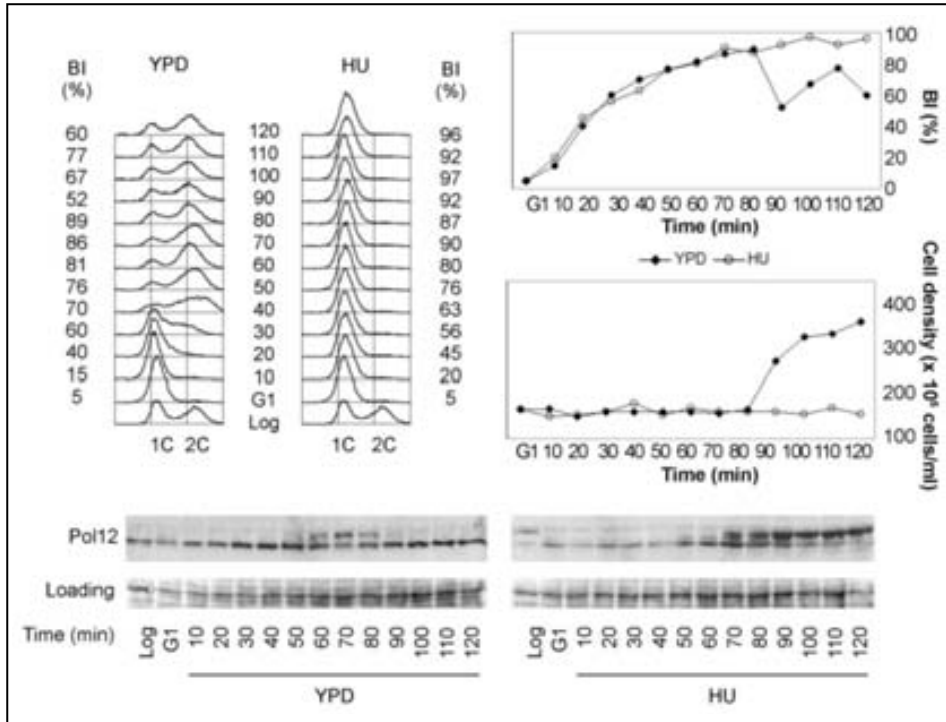 BI
(%)
YPD
HU
BI
(%)
60 120 96
77 110 92
67 100 97
52 90 92
89 80 87
86 70 90
81 60 80
76 50 76
70 40 63
60 30 56
40 20 45
15 10 20
5 G1 5
Log
1C 2C 1C 2C
100
80
60
40
20
0
BI (%)
G1 10 20 30 40 50 60 70 80 90 100 110 120
Time (min)
YPD HU
400
300
200
100
Cell density (x 10⁵ cells/ml)
G1 10 20 30 40 50 60 70 80 90 100 110 120
Time (min)
Pol12
Loading
Time (min)
Log G1 10 20 30 40 50 60 70 80 90 100 110 120
YPD
Log G1 10 20 30 40 50 60 70 80 90 100 110 120
HU